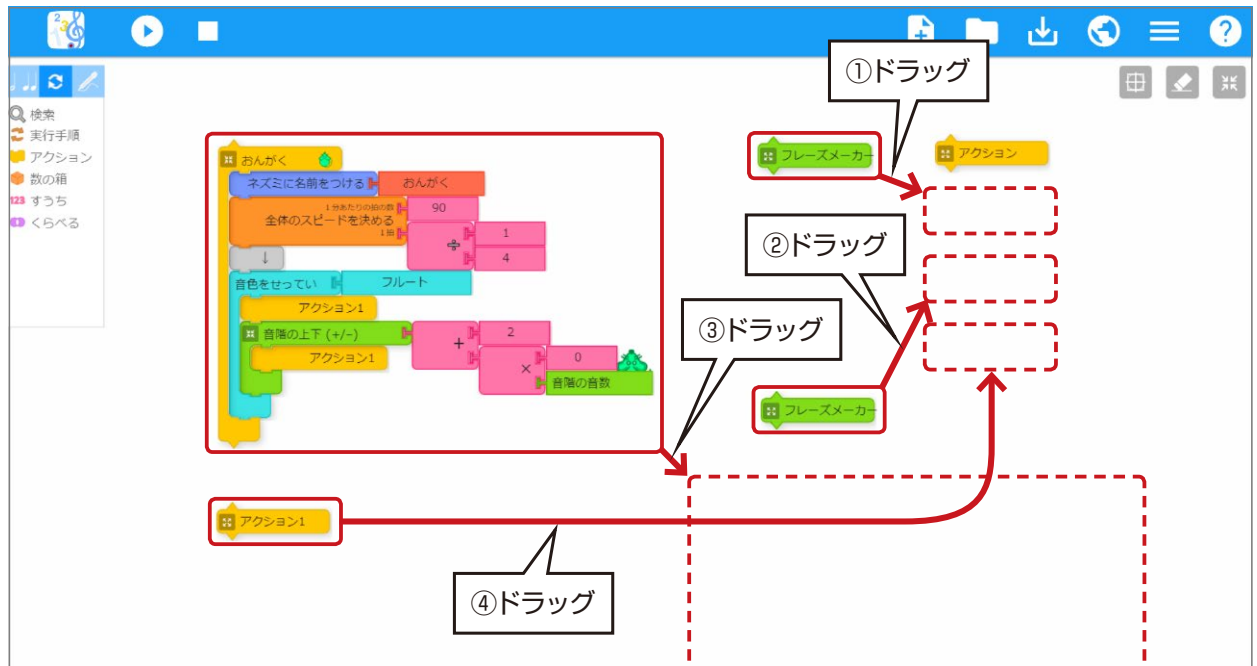 ①ドラッグ
検索
実行手順
アクション
数の箱
123 すうち
くらべる
おんがく
ネズミに名前をつける おんがく
1分あたりの拍の数 90
全体のスピードを決める
1拍 ÷ 1
4
↓
音色をせってい フルート
アクション1
音階の上下 (+/−) + 2
アクション1 × 0
音階の音数
フレーズメーカー
アクション
②ドラッグ
③ドラッグ
フレーズメーカー
アクション1
④ドラッグ